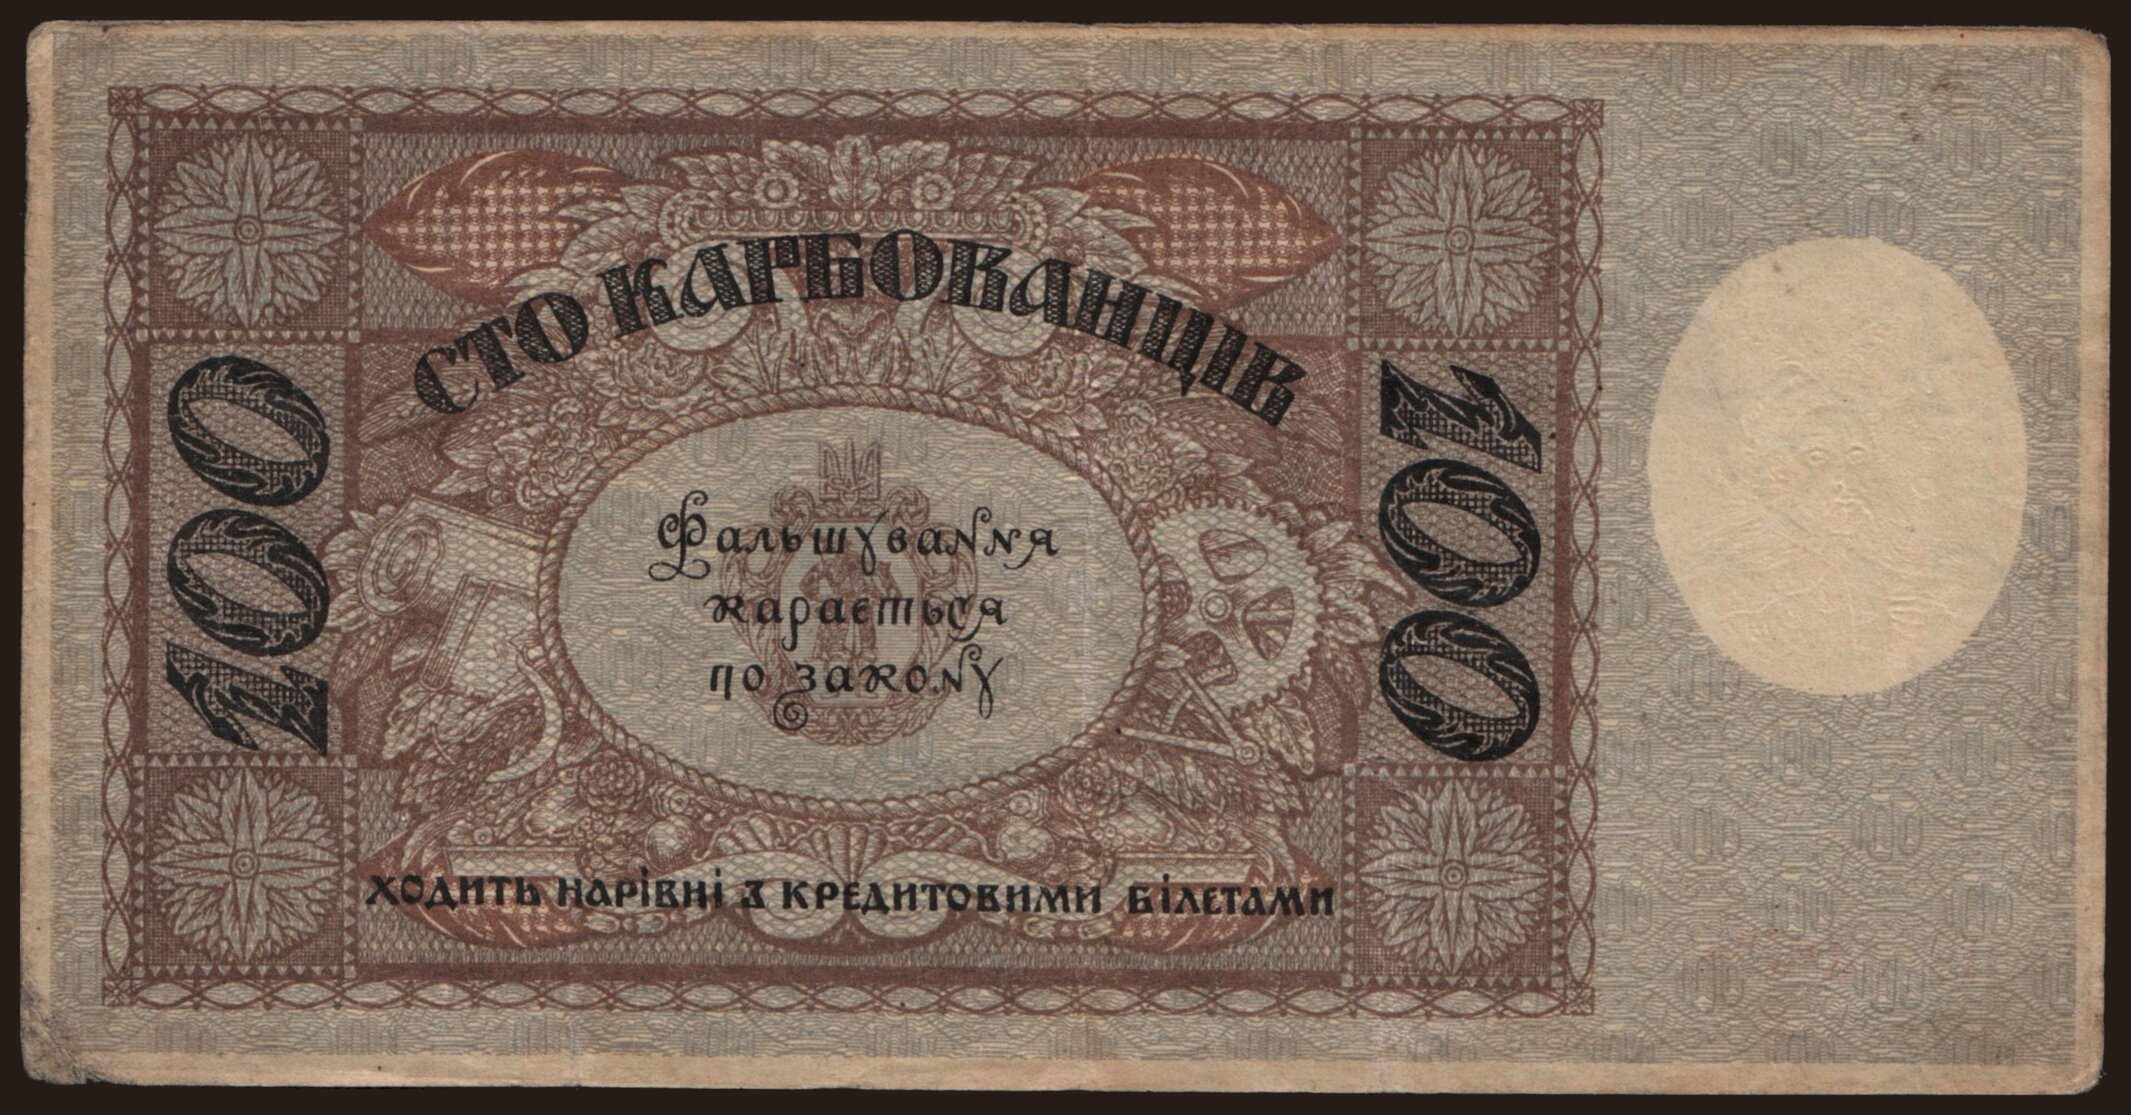 СТО КАРБОВАНЦІВ
100
100
Фальшування
карається
по закону
ХОДИТЬ НАРІВНІ З КРЕДИТОВИМИ БІЛЕТАМИ